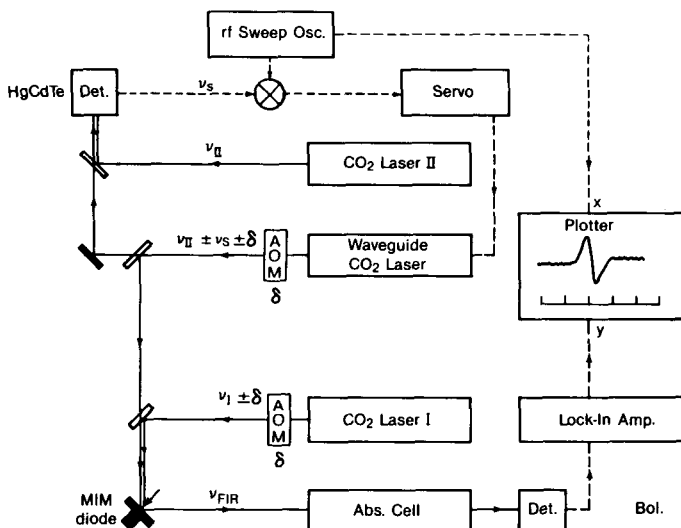 rf Sweep Osc.
HgCdTe
Det.
νS
Servo
νII
CO2 Laser II
x
Plotter
νII ± νS ± δ
AOM
δ
Waveguide
CO2 Laser
y
νI ± δ
AOM
δ
CO2 Laser I
Lock-In Amp.
MIM
diode
νFIR
Abs. Cell
Det.
Bol.